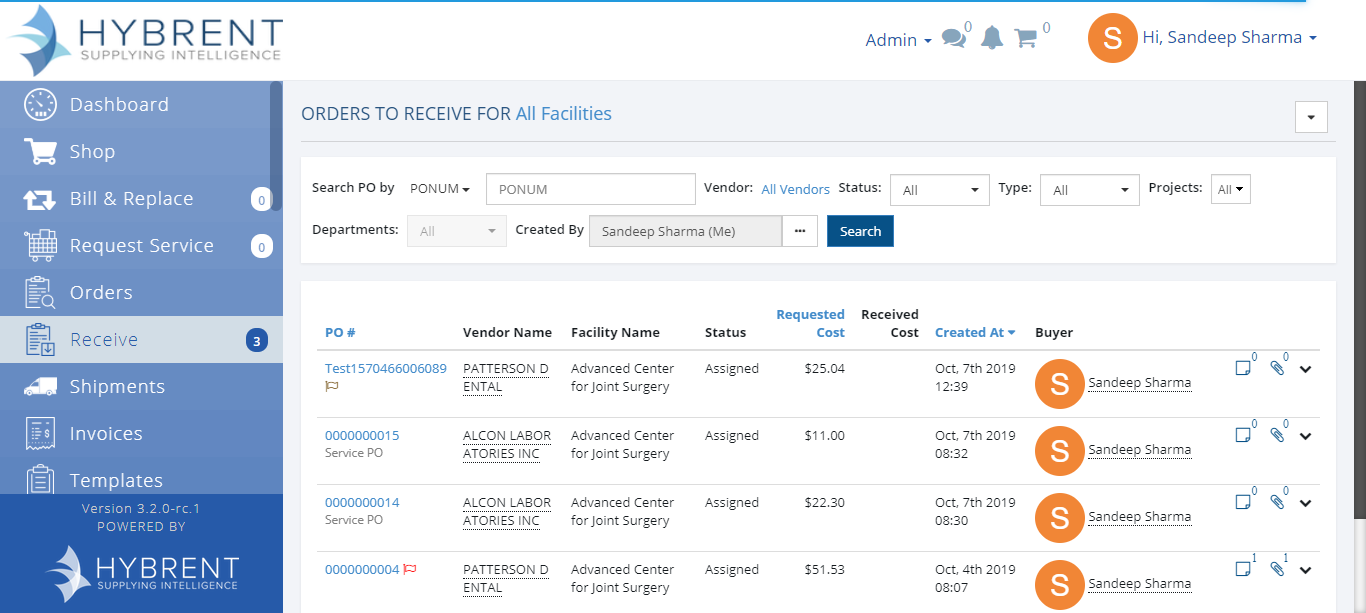 HYBRENT
SUPPLYING INTELLIGENCE
Admin 0 0 S Hi, Sandeep Sharma
Dashboard
Shop
Bill & Replace 0
Request Service 0
Orders
Receive 3
Shipments
Invoices
Templates
Version 3.2.0-rc.1
POWERED BY
HYBRENT
SUPPLYING INTELLIGENCE
ORDERS TO RECEIVE FOR All Facilities
Search PO by PONUM PONUM Vendor: All Vendors Status: All Type: All Projects: All
Departments: All Created By Sandeep Sharma (Me) ... Search
Requested Received
PO # Vendor Name Facility Name Status Cost Cost Created At Buyer
Test1570466006089 PATTERSON D Advanced Center Assigned $25.04 Oct, 7th 2019 S Sandeep Sharma 0 0
ENTAL for Joint Surgery 12:39
0000000015 ALCON LABOR Advanced Center Assigned $11.00 Oct, 7th 2019 S Sandeep Sharma 0 0
Service PO ATORIES INC for Joint Surgery 08:32
0000000014 ALCON LABOR Advanced Center Assigned $22.30 Oct, 7th 2019 S Sandeep Sharma 0 0
Service PO ATORIES INC for Joint Surgery 08:30
0000000004 PATTERSON D Advanced Center Assigned $51.53 Oct, 4th 2019 S Sandeep Sharma 1 1
ENTAL for Joint Surgery 08:07